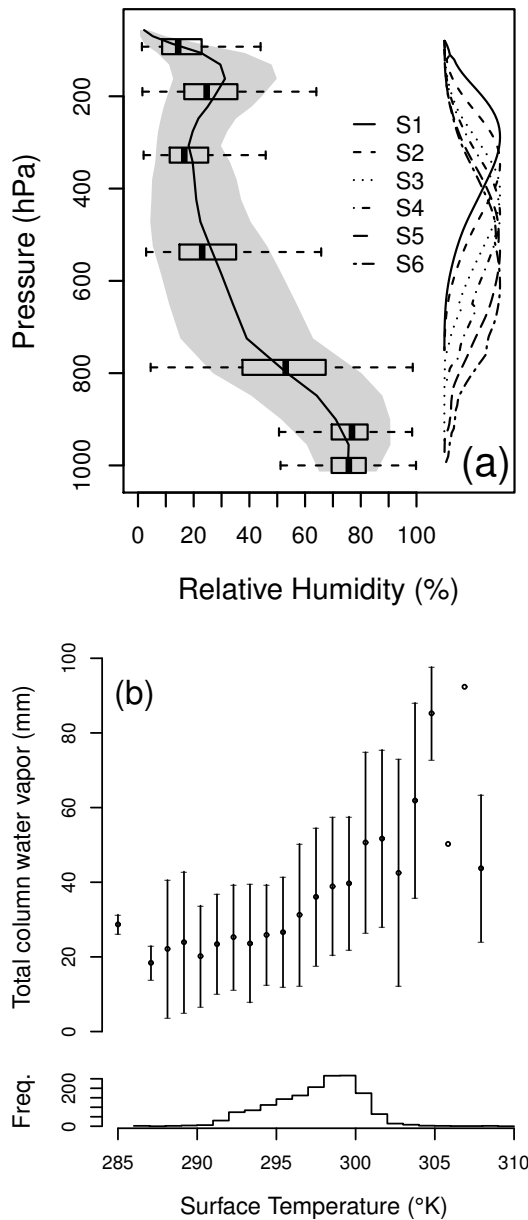 200
400
600
800
1000
Pressure (hPa)
S1
S2
S3
S4
S5
S6
(a)
0 20 40 60 80 100
Relative Humidity (%)
(b)
100
80
60
40
20
0
Total column water vapor (mm)
200
0
Freq.
285 290 295 300 305 310
Surface Temperature (°K)